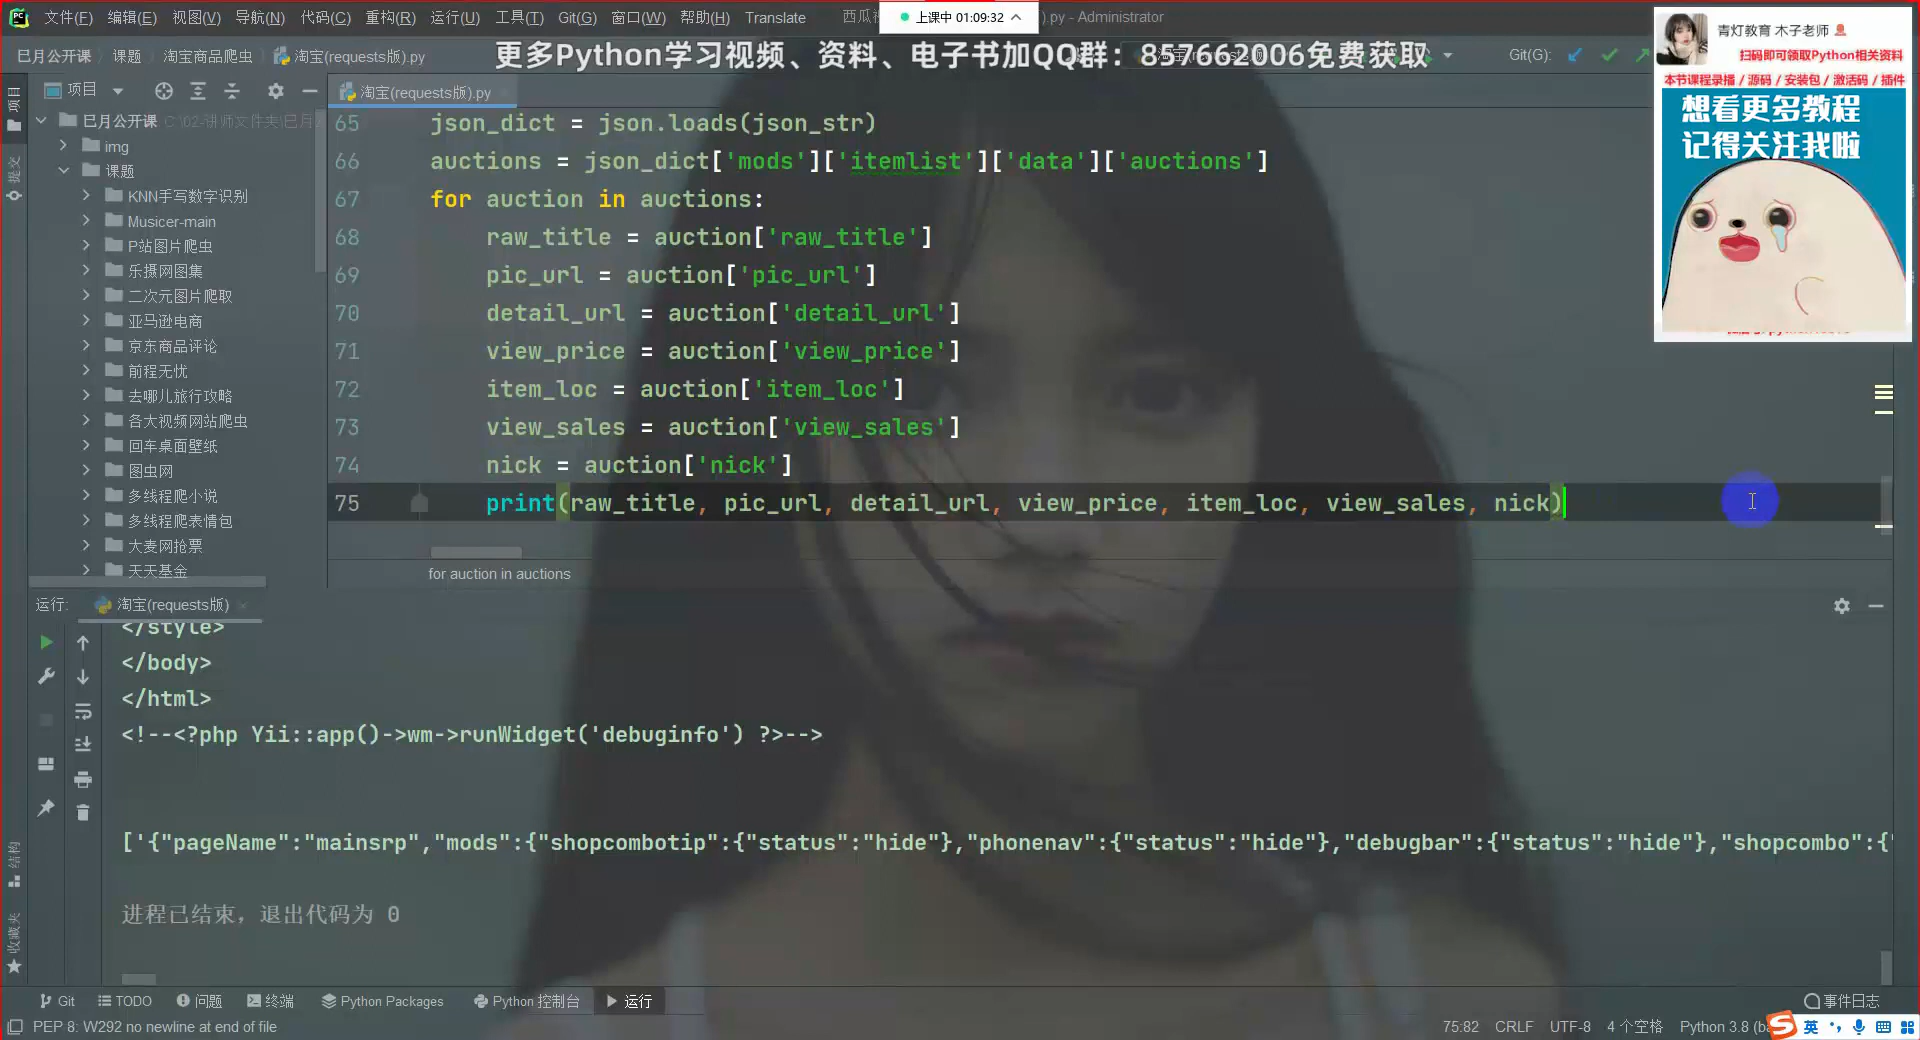 文件(F) 编辑(E) 视图(V) 导航(N) 代码(C) 重构(R) 运行(U) 工具(T) Git(G) 窗口(W) 帮助(H) Translate
上课中 01:09:32
).py - Administrator
巳月公开课 课题 淘宝商品爬虫 淘宝(requests版).py
更多Python学习视频、资料、电子书加QQ群：857662006免费获取
Git(G):
青灯教育 木子老师
扫码即可领取Python相关资料
本节课程录播 / 源码 / 安装包 / 激活码 / 插件
想看更多教程
记得关注我啦
项目
项目
提交
淘宝(requests版).py
巳月公开课
img
课题
KNN手写数字识别
Musicer-main
P站图片爬虫
乐摄网图集
二次元图片爬取
亚马逊电商
京东商品评论
前程无忧
去哪儿旅行攻略
各大视频网站爬虫
回车桌面壁纸
图虫网
多线程爬小说
多线程爬表情包
大麦网抢票
天天基金
65 json_dict = json.loads(json_str)
66 auctions = json_dict['mods']['itemlist']['data']['auctions']
67 for auction in auctions:
68 raw_title = auction['raw_title']
69 pic_url = auction['pic_url']
70 detail_url = auction['detail_url']
71 view_price = auction['view_price']
72 item_loc = auction['item_loc']
73 view_sales = auction['view_sales']
74 nick = auction['nick']
75 print(raw_title, pic_url, detail_url, view_price, item_loc, view_sales, nick)
for auction in auctions
运行: 淘宝(requests版)
</style>
</body>
</html>
<!--<?php Yii::app()->wm->runWidget('debuginfo') ?>-->
['{"pageName":"mainsrp","mods":{"shopcombotip":{"status":"hide"},"phonenav":{"status":"hide"},"debugbar":{"status":"hide"},"shopcombo":{"
进程已结束，退出代码为 0
结构
收藏夹
Git TODO 问题 终端 Python Packages Python 控制台 运行 事件日志
PEP 8: W292 no newline at end of file
75:82 CRLF UTF-8 4 个空格 Python 3.8 (ba
英